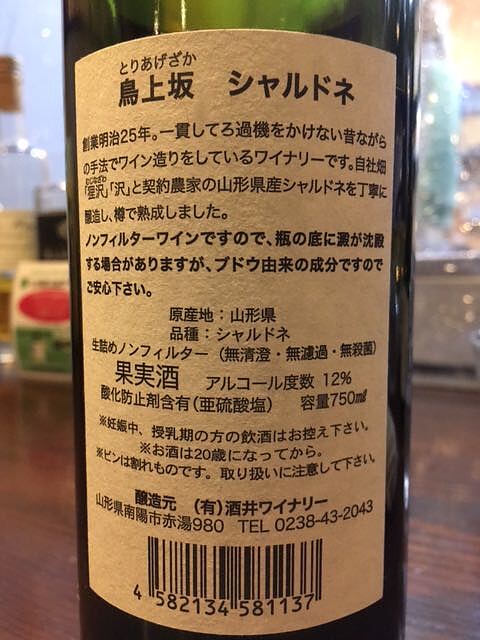 とりあげざか
鳥上坂　シャルドネ
創業明治25年。一貫してろ過機をかけない昔ながら
の手法でワイン造りをしているワイナリーです。自社畑
「狸沢」「沢」と契約農家の山形県産シャルドネを丁寧に
醸造し、樽で熟成しました。
ノンフィルターワインですので、瓶の底に澱が沈殿
する場合がありますが、ブドウ由来の成分ですので
ご安心下さい。
原産地：山形県
品種：シャルドネ
生詰めノンフィルター（無清澄・無濾過・無殺菌）
果実酒　アルコール度数 12%
酸化防止剤含有（亜硫酸塩）　容量750㎖
※妊娠中、授乳期の方の飲酒はお控え下さい。
※お酒は20歳になってから。
※ビンは割れものです。取り扱いに注意して下さい。
醸造元　（有）酒井ワイナリー
山形県南陽市赤湯980　TEL 0238-43-2043
4 582134 581137